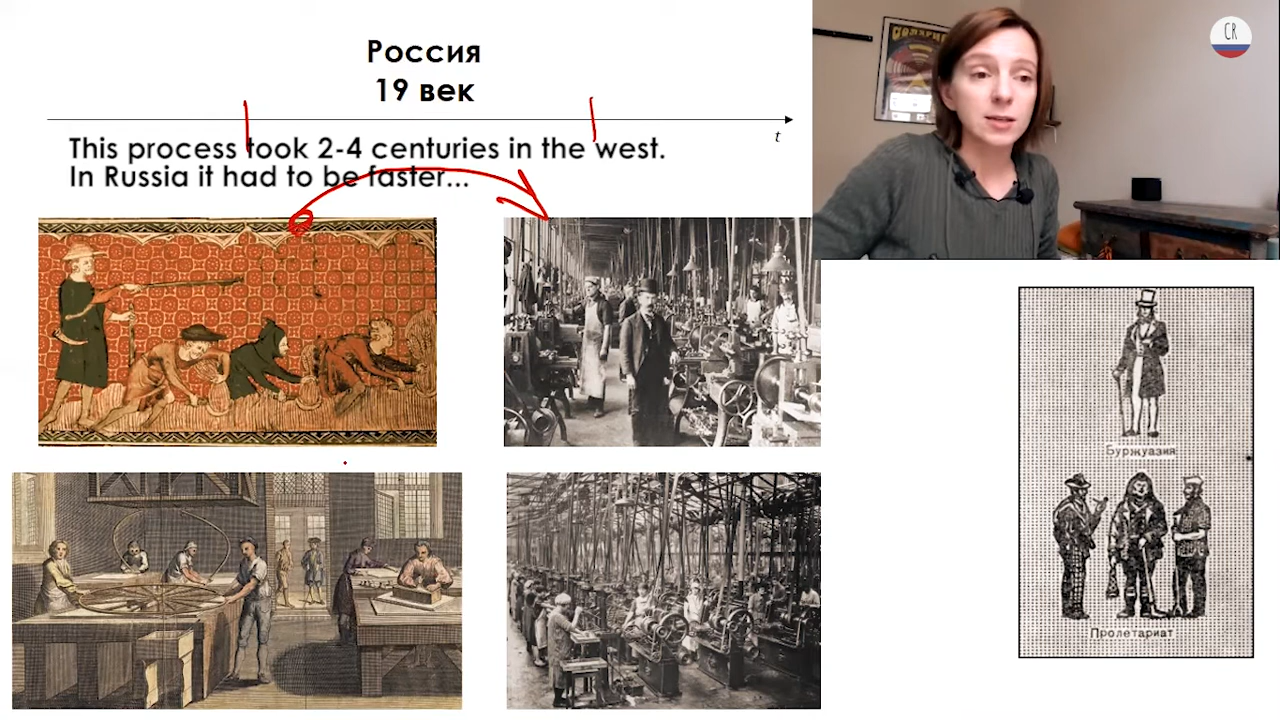 Россия
19 век
t
This process took 2-4 centuries in the west.
In Russia it had to be faster...
СОЛЯРИС
CR
Буржуазия
Пролетариат